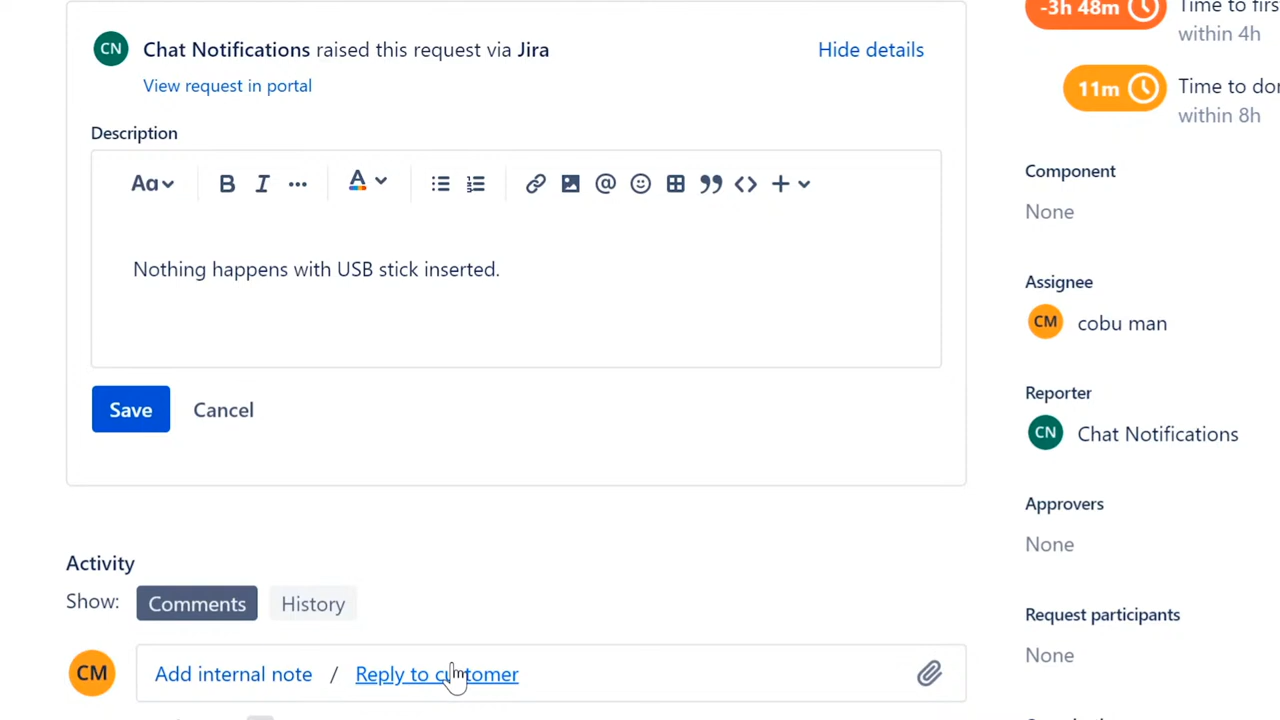 -3h 48m Time to first
within 4h
CN Chat Notifications raised this request via Jira Hide details
View request in portal
11m Time to
within 8h
Description
Aa B I ... A @
Nothing happens with USB stick inserted.
Save Cancel
Component
None
Assignee
CM cobu man
Reporter
CN Chat Notifications
Approvers
None
Activity
Show: Comments History
Request participants
None
CM Add internal note / Reply to customer